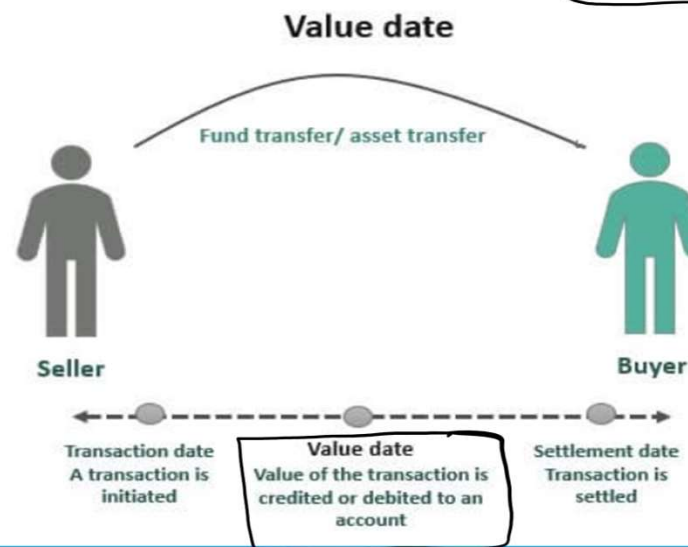 Value date
Fund transfer/ asset transfer
Seller
Buyer
Transaction date
A transaction is
initiated
Value date
Value of the transaction is
credited or debited to an
account
Settlement date
Transaction is
settled